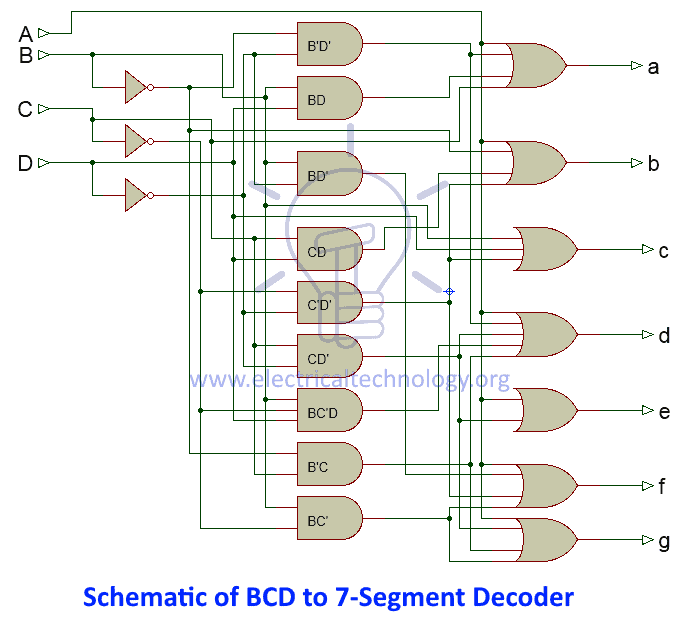 A
B
C
D
B'D'
BD
BD'
CD
C'D'
CD'
BC'D
B'C
BC'
a
b
c
d
e
f
g
www.electricaltechnology.org
Schematic of BCD to 7-Segment Decoder